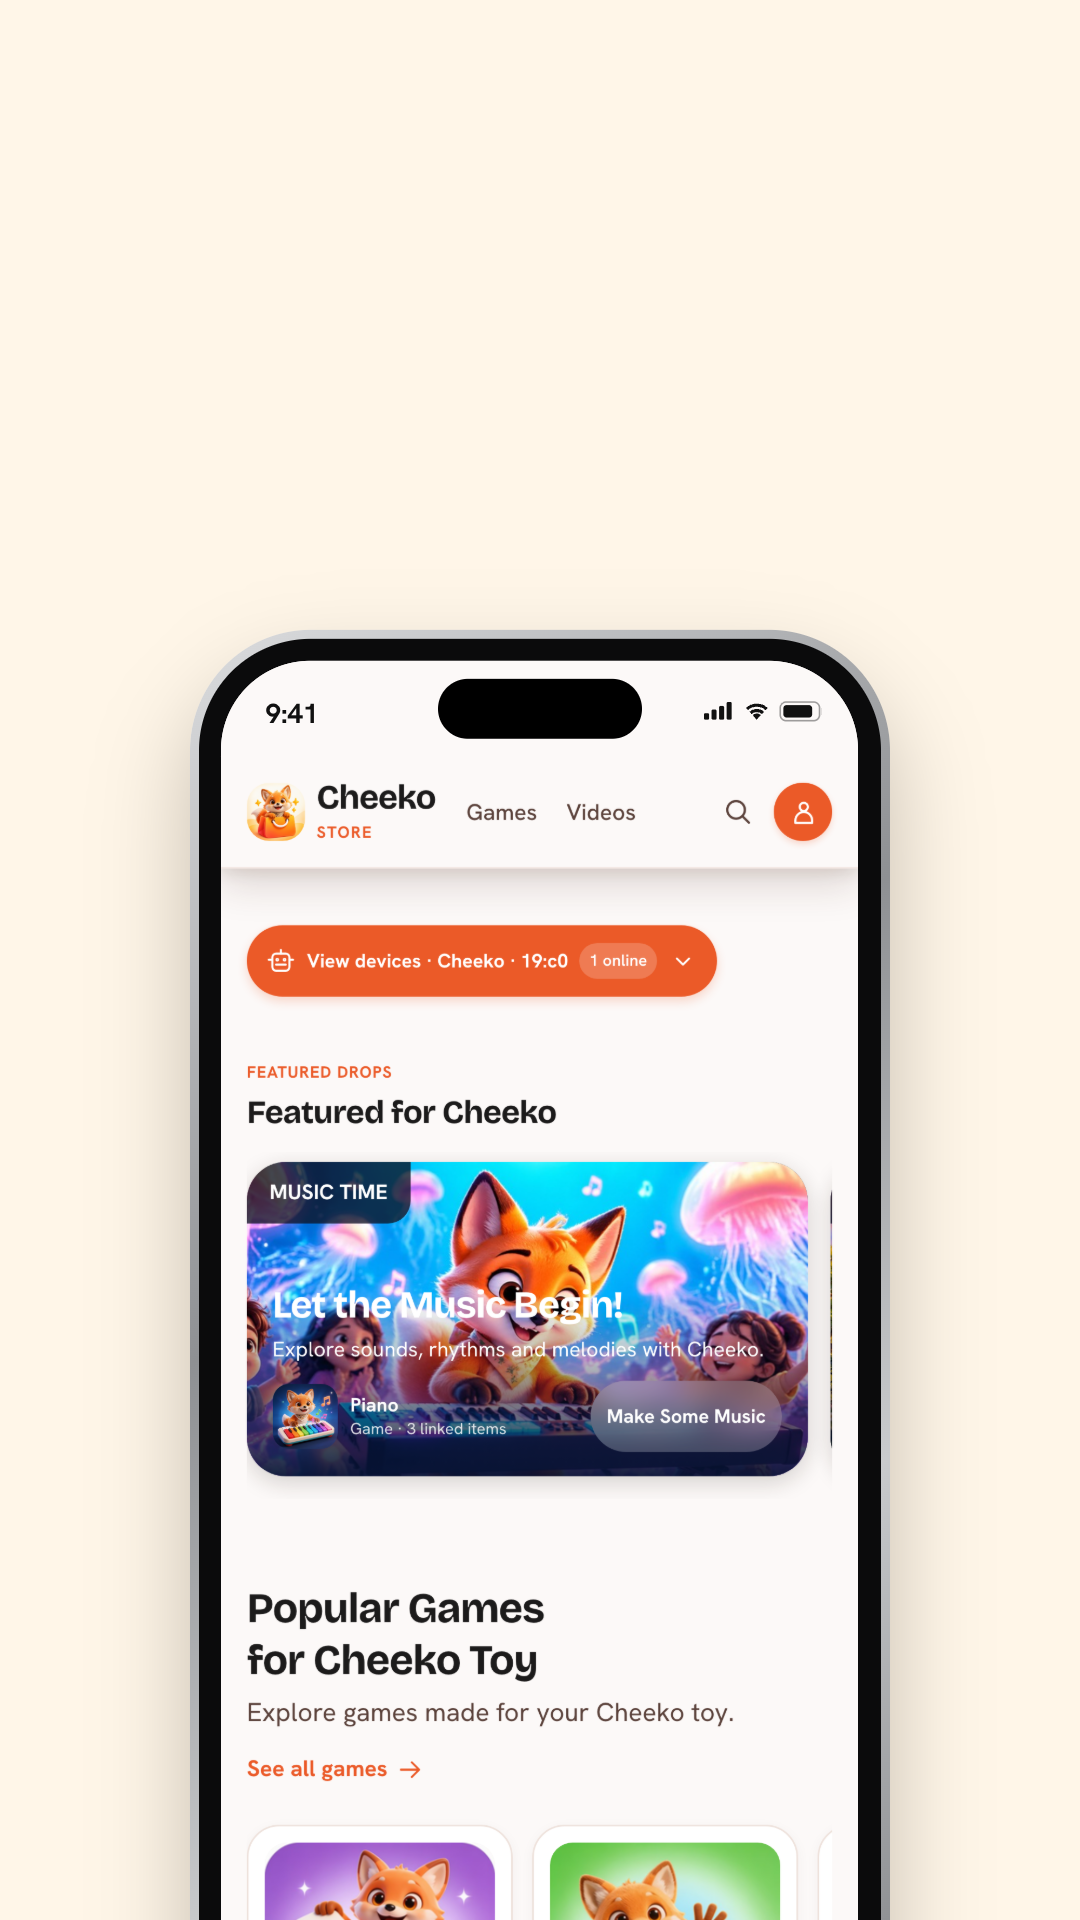 9:41
Cheeko
STORE
Games
Videos
View devices · Cheeko · 19:c0
1 online
FEATURED DROPS
Featured for Cheeko
MUSIC TIME
Let the Music Begin!
Explore sounds, rhythms and melodies with Cheeko.
Piano
Game · 3 linked items
Make Some Music
Popular Games
for Cheeko Toy
Explore games made for your Cheeko toy.
See all games →